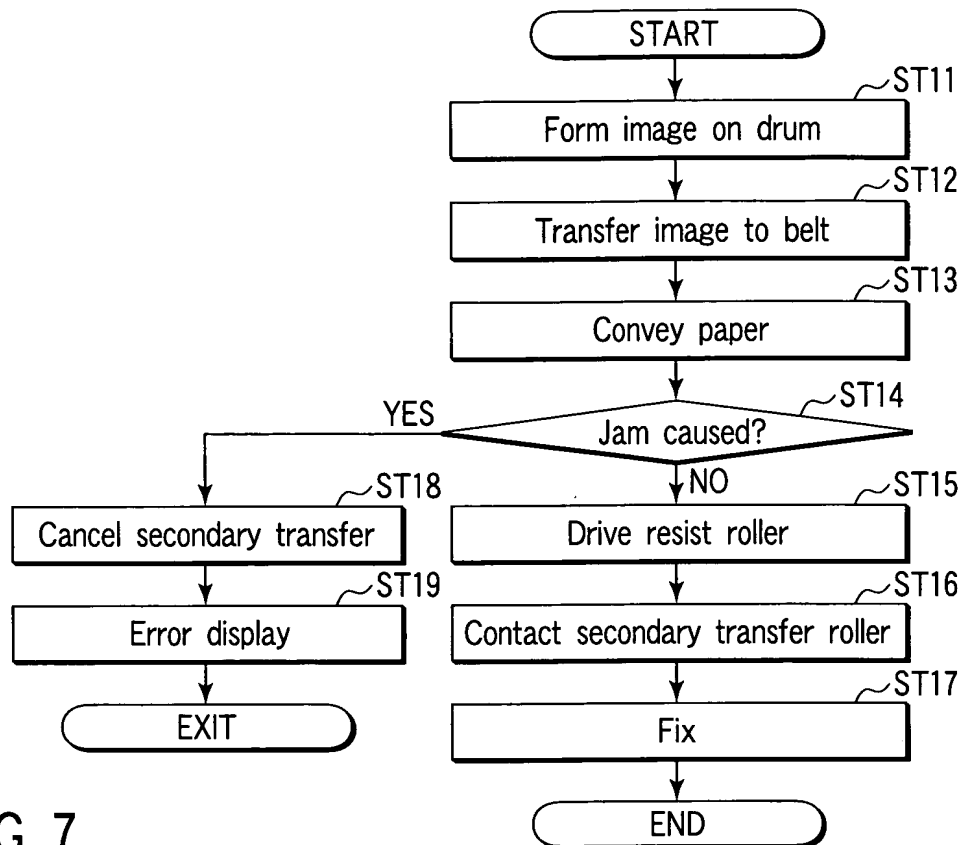 START
ST11
Form image on drum
ST12
Transfer image to belt
ST13
Convey paper
ST14
Jam caused?
YES
NO
ST18
Cancel secondary transfer
ST19
Error display
EXIT
ST15
Drive resist roller
ST16
Contact secondary transfer roller
ST17
Fix
END
G. 7